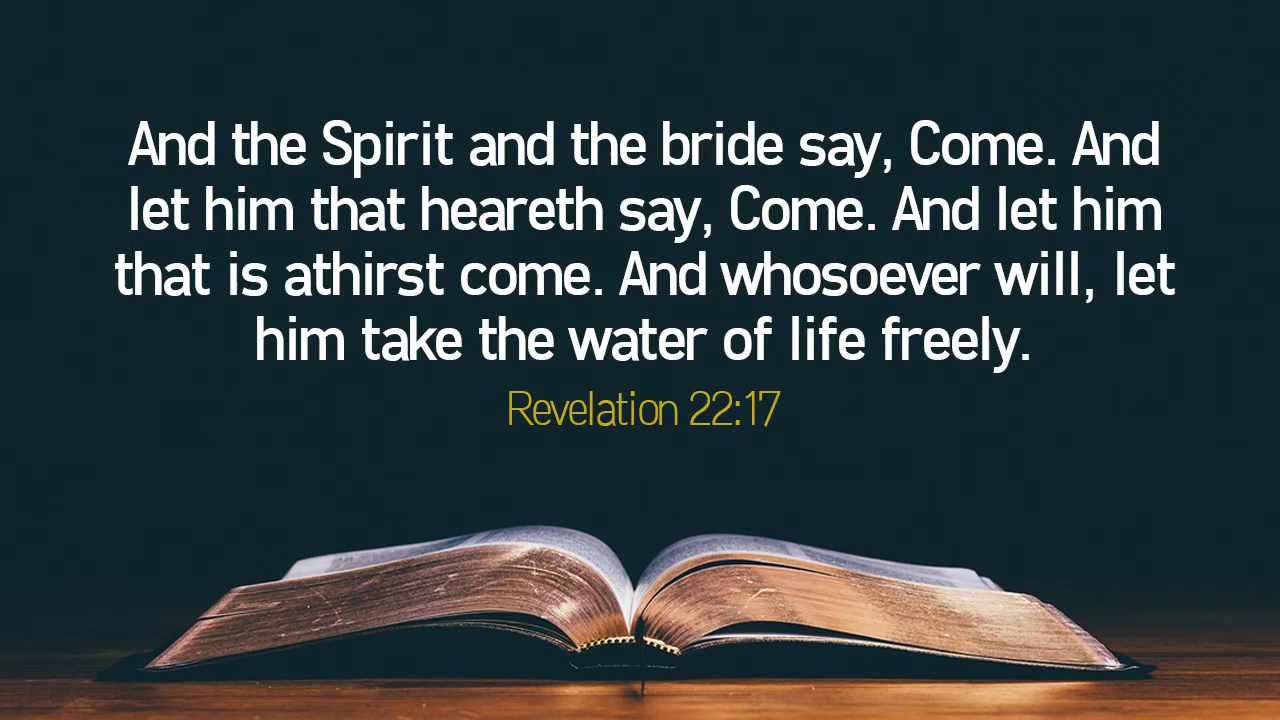 And the Spirit and the bride say, Come. And
let him that heareth say, Come. And let him
that is athirst come. And whosoever will, let
him take the water of life freely.
Revelation 22:17